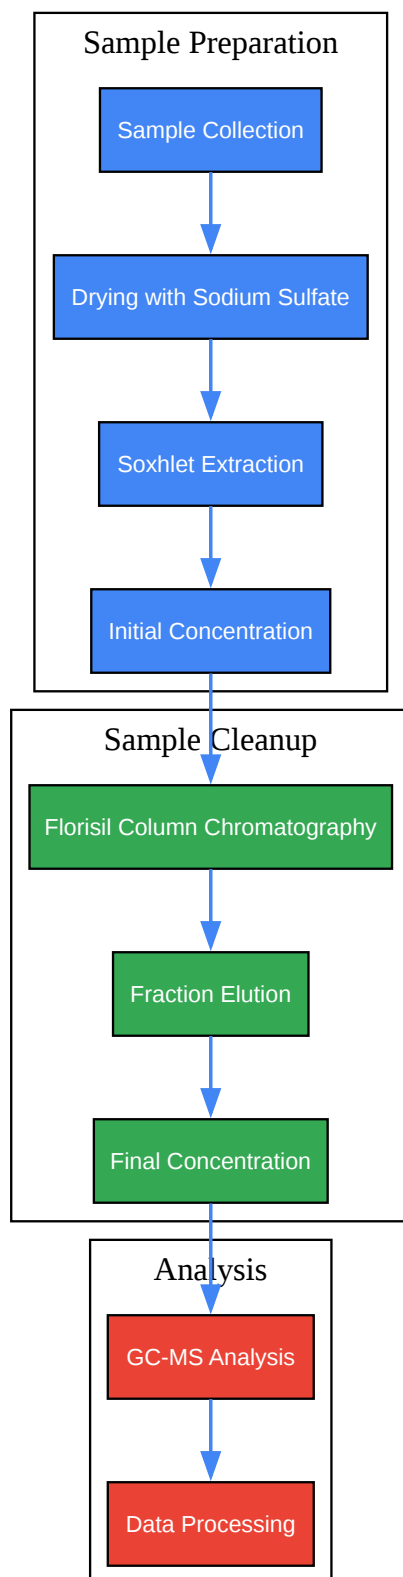 Sample Preparation
Sample Collection
Drying with Sodium Sulfate
Soxhlet Extraction
Initial Concentration
Sample Cleanup
Florisil Column Chromatography
Fraction Elution
Final Concentration
Analysis
GC-MS Analysis
Data Processing